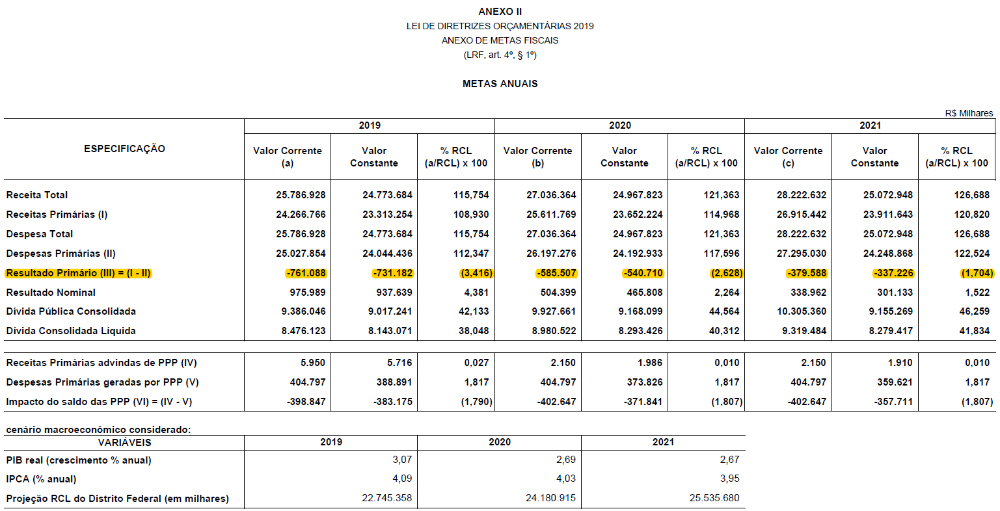 ANEXO II
LEI DE DIRETRIZES ORÇAMENTÁRIAS 2019
ANEXO DE METAS FISCAIS
(LRF, art. 4º, § 1º)
METAS ANUAIS
R$ Milhares
ESPECIFICAÇÃO 2019 2020 2021
Valor Corrente (a) Valor Constante % RCL (a/RCL) x 100 Valor Corrente (b) Valor Constante % RCL (a/RCL) x 100 Valor Corrente (c) Valor Constante % RCL (a/RCL) x 100
Receita Total 25.786.928 24.773.684 115,754 27.036.364 24.967.823 121,363 28.222.632 25.072.948 126,688
Receitas Primárias (I) 24.266.766 23.313.254 108,930 25.611.769 23.652.224 114,968 26.915.442 23.911.643 120,820
Despesa Total 25.786.928 24.773.684 115,754 27.036.364 24.967.823 121,363 28.222.632 25.072.948 126,688
Despesas Primárias (II) 25.027.854 24.044.436 112,347 26.197.276 24.192.933 117,596 27.295.030 24.248.868 122,524
Resultado Primário (III) = (I - II) -761.088 -731.182 (3,416) -585.507 -540.710 (2,628) -379.588 -337.226 (1,704)
Resultado Nominal 975.989 937.639 4,381 504.399 465.808 2,264 338.962 301.133 1,522
Dívida Pública Consolidada 9.386.046 9.017.241 42,133 9.927.661 9.168.099 44,564 10.305.360 9.155.269 46,259
Dívida Consolidada Líquida 8.476.123 8.143.071 38,048 8.980.522 8.293.426 40,312 9.319.484 8.279.417 41,834
Receitas Primárias advindas de PPP (IV) 5.950 5.716 0,027 2.150 1.986 0,010 2.150 1.910 0,010
Despesas Primárias geradas por PPP (V) 404.797 388.891 1,817 404.797 373.826 1,817 404.797 359.621 1,817
Impacto do saldo das PPP (VI) = (IV - V) -398.847 -383.175 (1,790) -402.647 -371.841 (1,807) -402.647 -357.711 (1,807)
cenário macroeconômico considerado:
VARIÁVEIS 2019 2020 2021
PIB real (crescimento % anual) 3,07 2,69 2,67
IPCA (% anual) 4,09 4,03 3,95
Projeção RCL do Distrito Federal (em milhares) 22.745.358 24.180.915 25.535.680